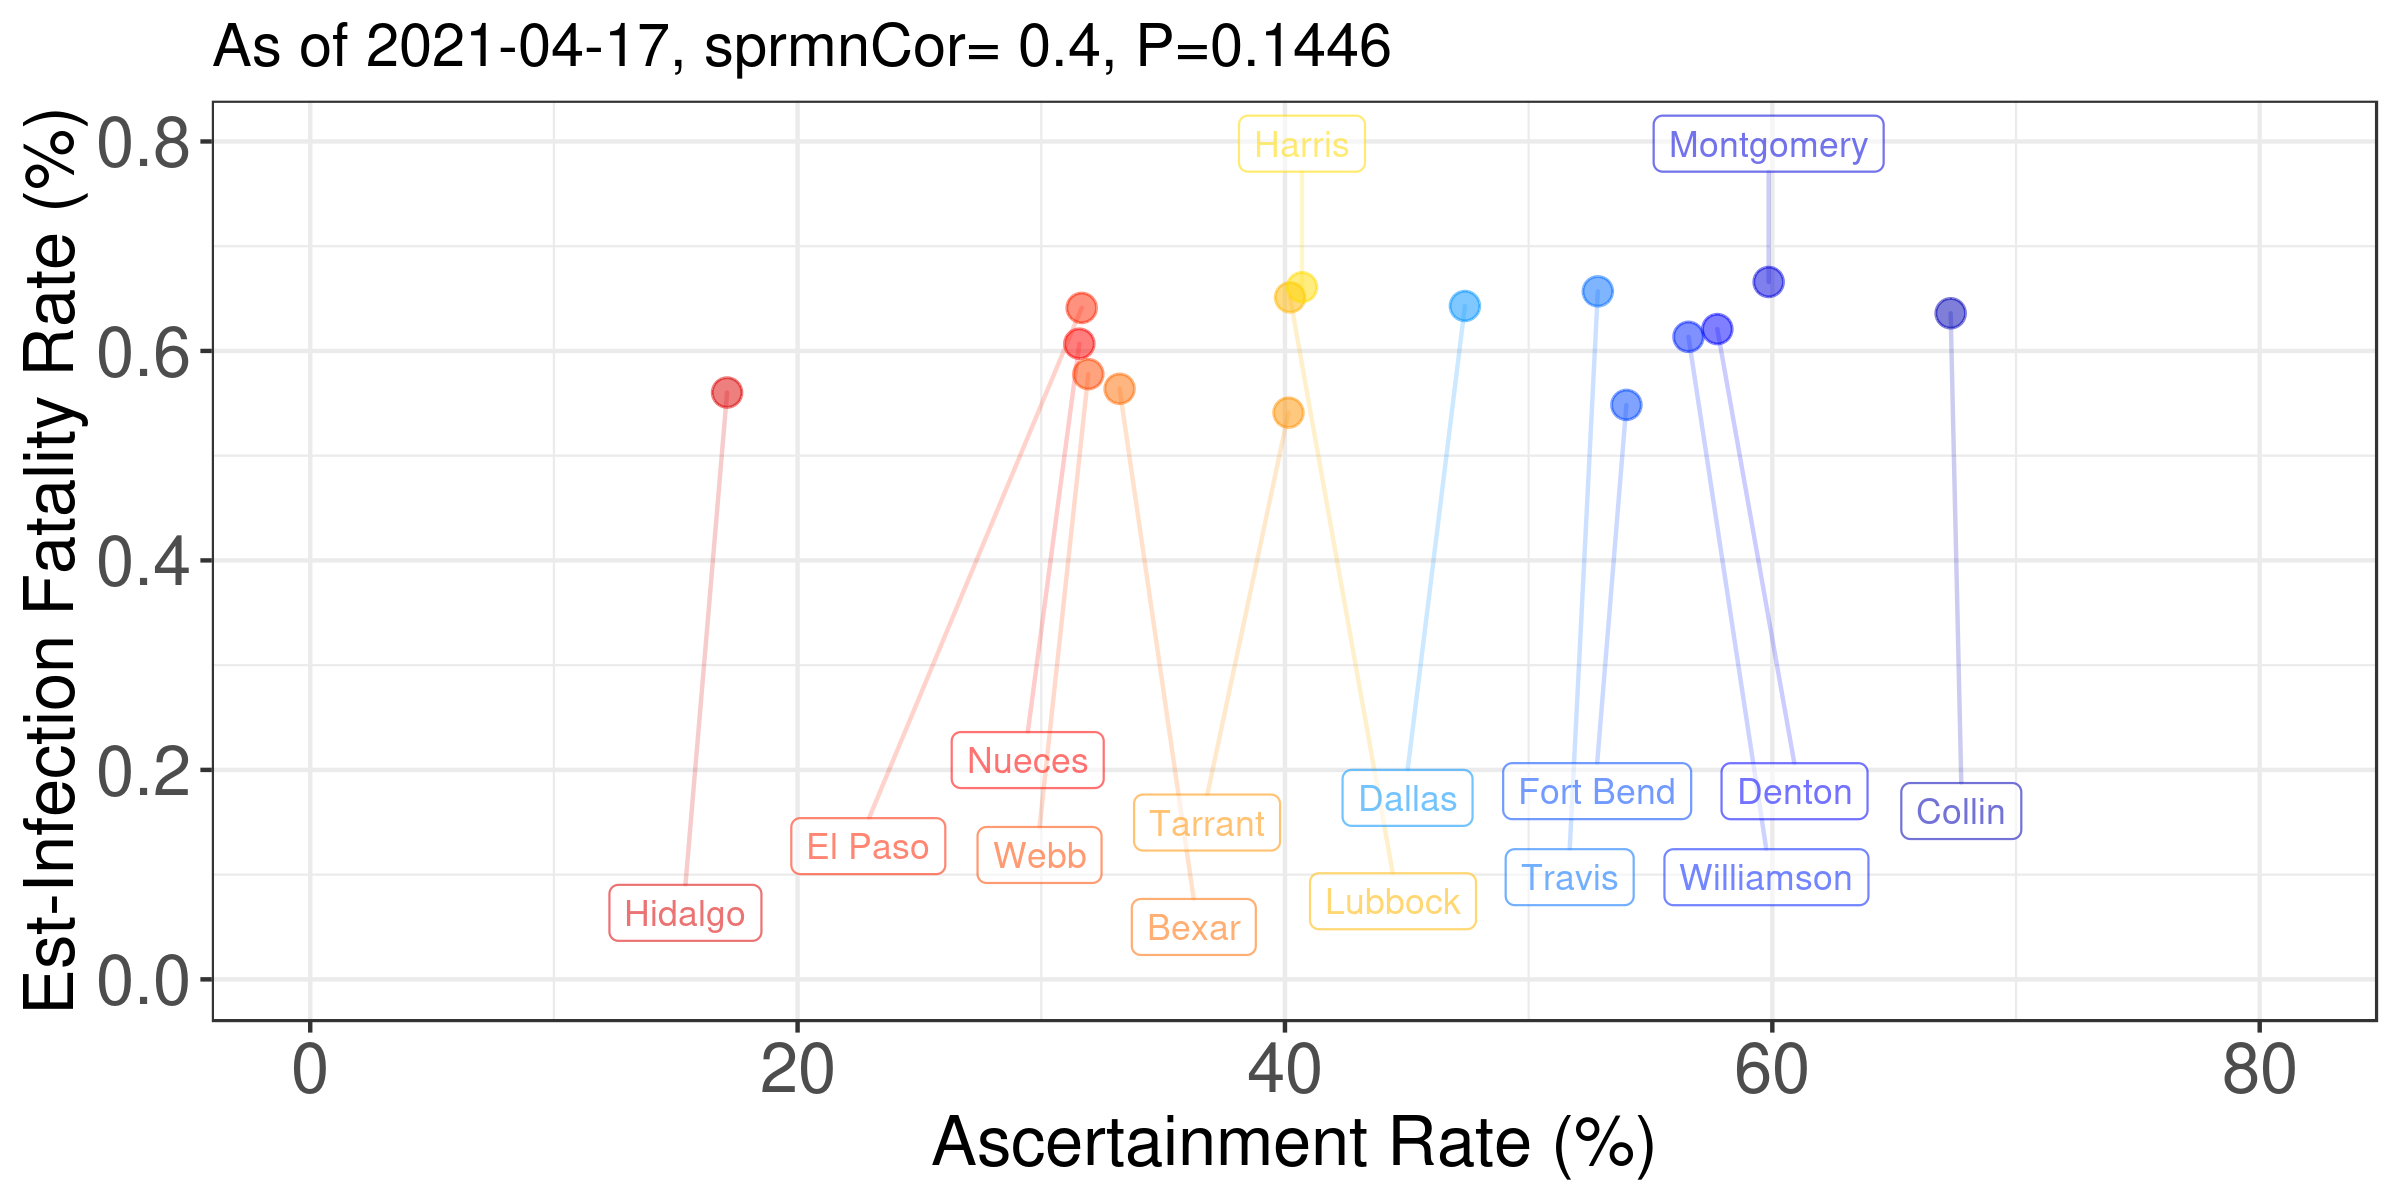 As of 2021-04-17, sprmnCor= 0.4, P=0.1446
Est-Infection Fatality Rate (%)
0.8
0.6
0.4
0.2
0.0
Harris
Montgomery
Nueces
El Paso
Webb
Hidalgo
Tarrant
Bexar
Dallas
Lubbock
Fort Bend
Travis
Denton
Williamson
Collin
0 20 40 60 80
Ascertainment Rate (%)